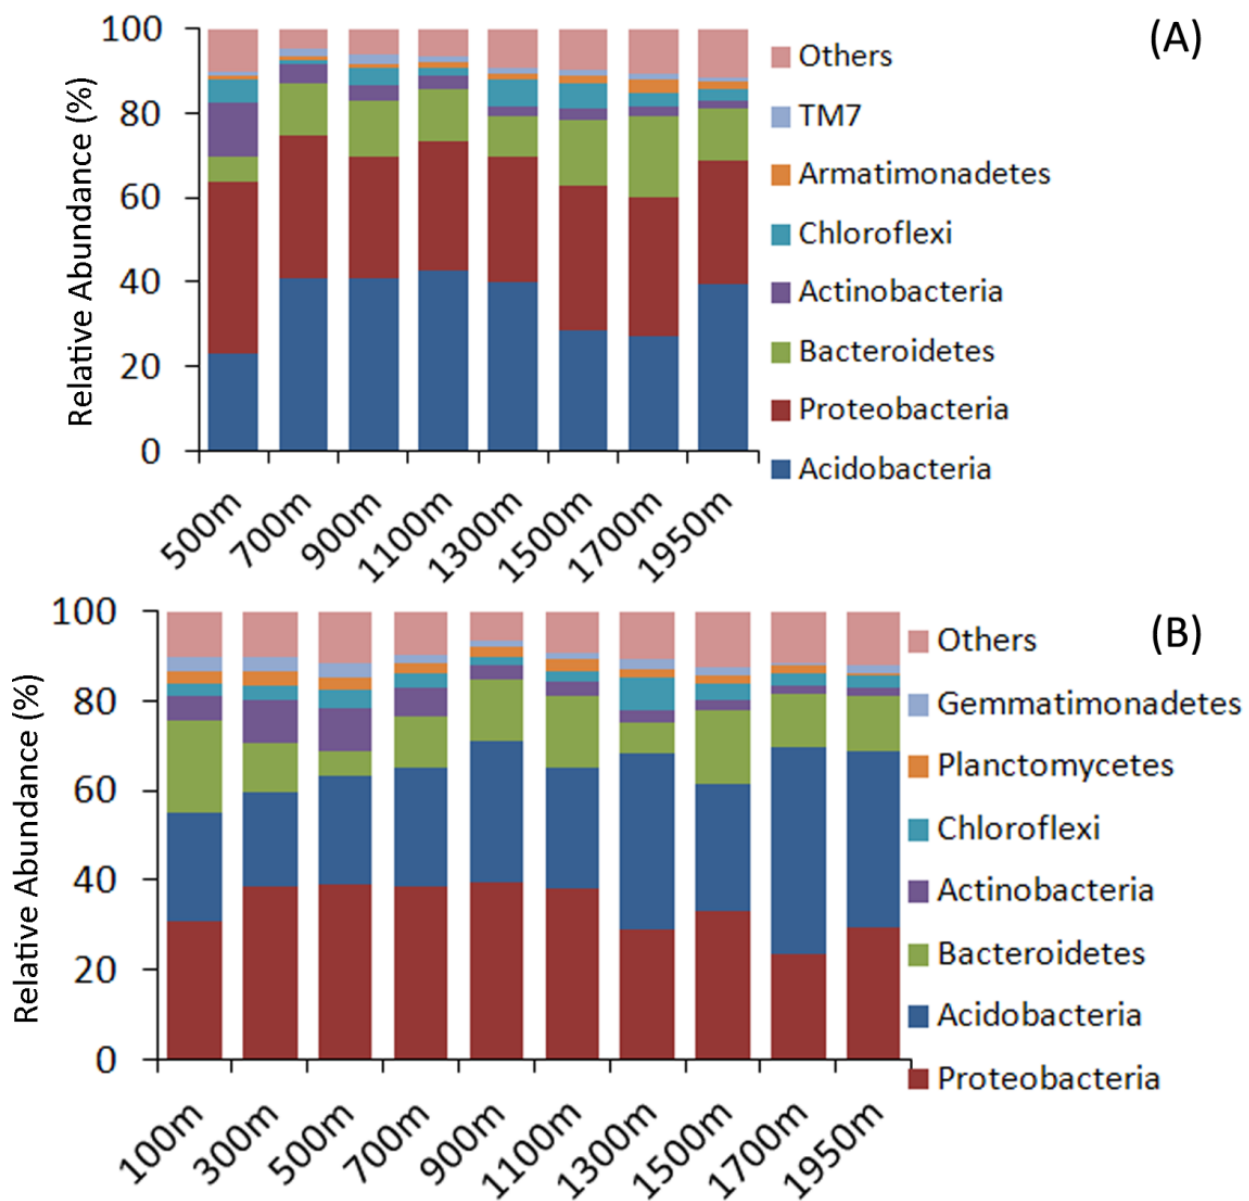 (A)
Relative Abundance (%)
100
80
60
40
20
0
500m
700m
900m
1100m
1300m
1500m
1700m
1950m
Others
TM7
Armatimonadetes
Chloroflexi
Actinobacteria
Bacteroidetes
Proteobacteria
Acidobacteria
(B)
Relative Abundance (%)
100
80
60
40
20
0
100m
300m
500m
700m
900m
1100m
1300m
1500m
1700m
1950m
Others
Gemmatimonadetes
Planctomycetes
Chloroflexi
Actinobacteria
Bacteroidetes
Acidobacteria
Proteobacteria